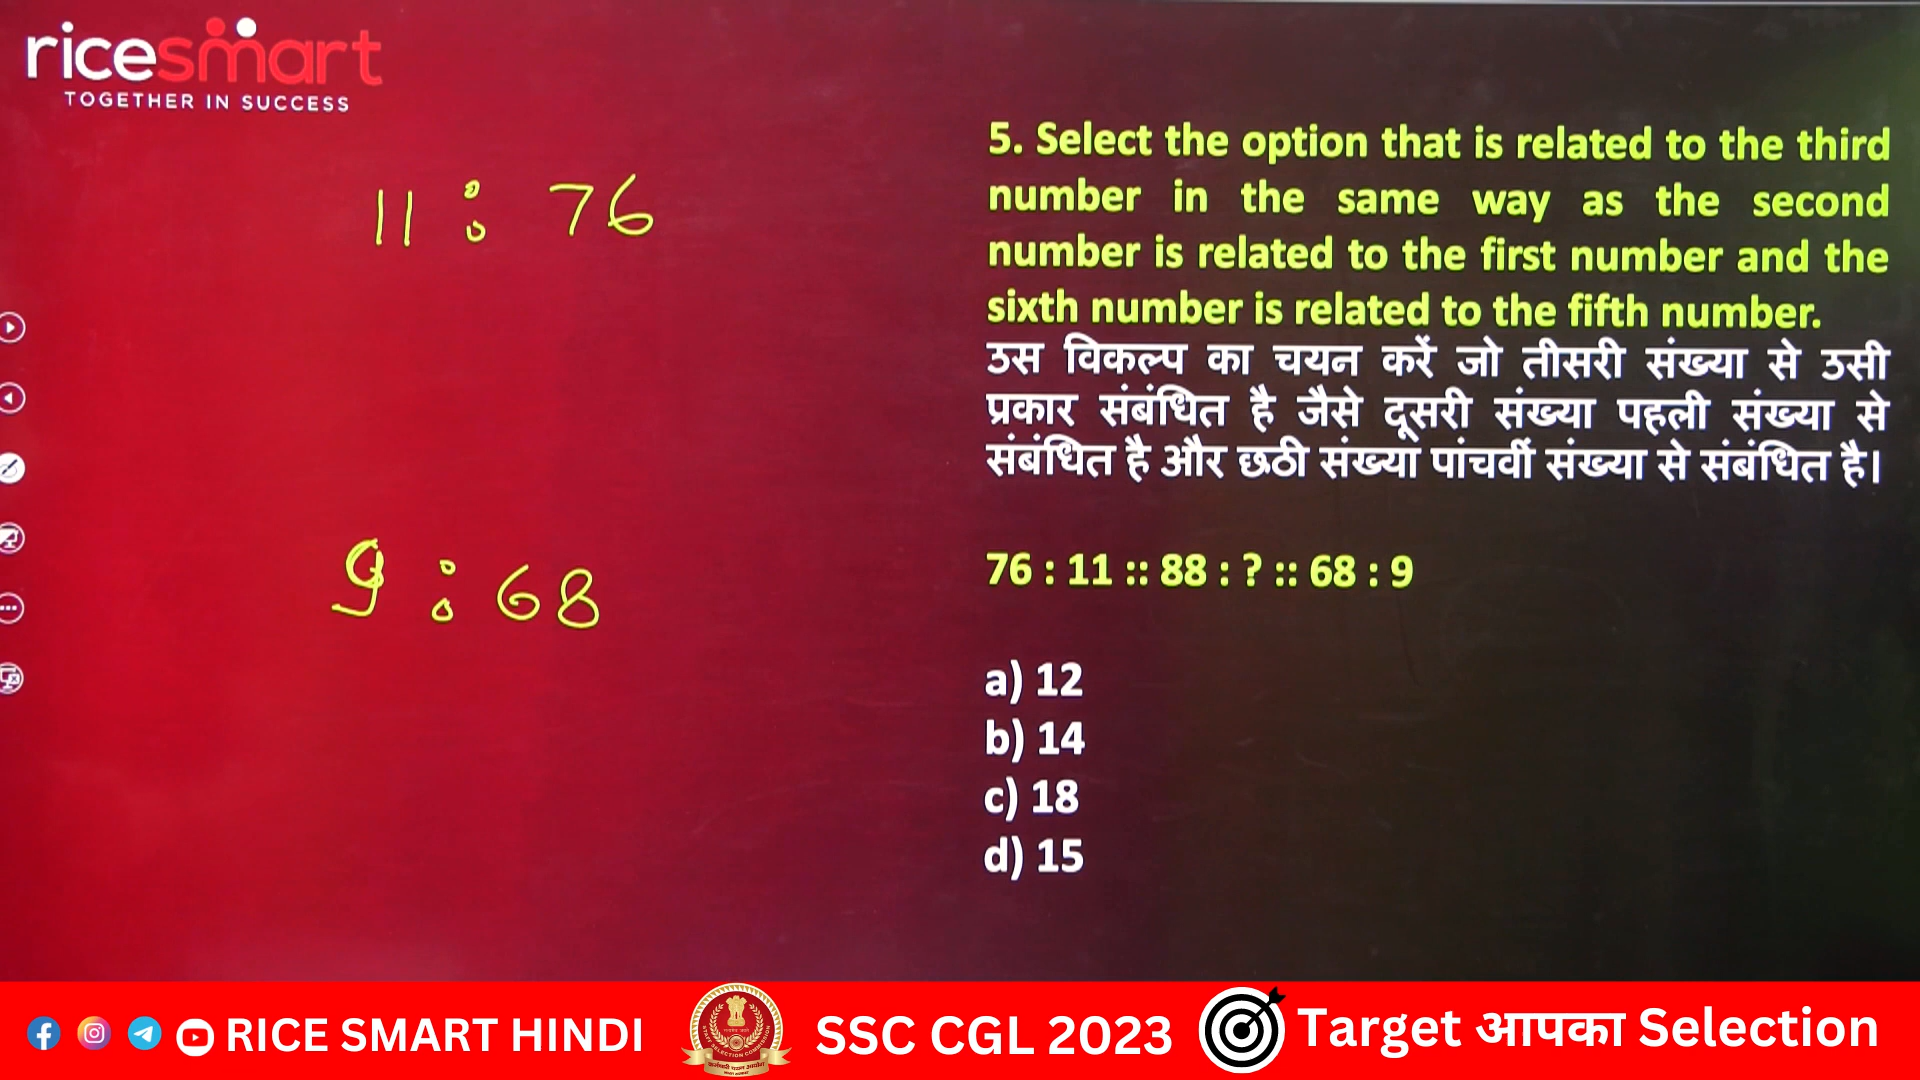 ricesmart
TOGETHER IN SUCCESS
11 : 76
9 : 68
5. Select the option that is related to the third
number in the same way as the second
number is related to the first number and the
sixth number is related to the fifth number.
उस विकल्प का चयन करें जो तीसरी संख्या से उसी
प्रकार संबंधित है जैसे दूसरी संख्या पहली संख्या से
संबंधित है और छठी संख्या पांचवीं संख्या से संबंधित है।
76 : 11 :: 88 : ? :: 68 : 9
a) 12
b) 14
c) 18
d) 15
RICE SMART HINDI
SSC CGL 2023
Target आपका Selection